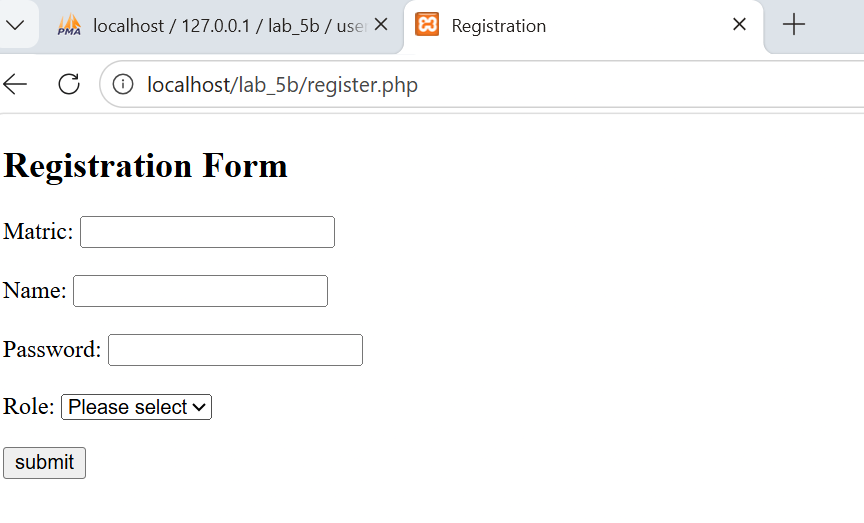 PMA localhost / 127.0.0.1 / lab_5b / use Registration
localhost/lab_5b/register.php
Registration Form
Matric:
Name:
Password:
Role: Please select
submit